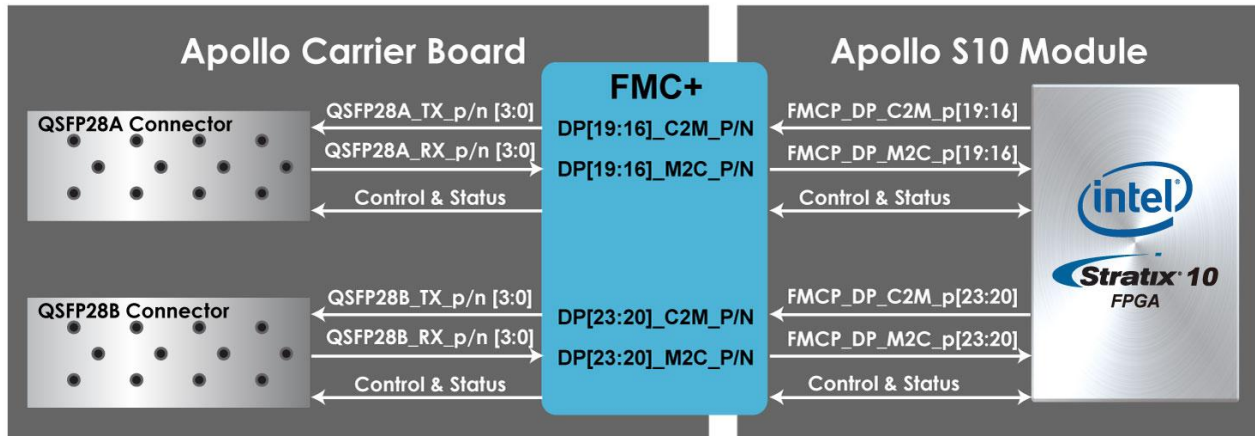 Apollo Carrier Board
Apollo S10 Module
FMC+
QSFP28A Connector
QSFP28A_TX_p/n [3:0]
DP[19:16]_C2M_P/N
FMCP_DP_C2M_p[19:16]
QSFP28A_RX_p/n [3:0]
DP[19:16]_M2C_P/N
FMCP_DP_M2C_p[19:16]
Control & Status
Control & Status
intel
Stratix 10
FPGA
QSFP28B Connector
QSFP28B_TX_p/n [3:0]
DP[23:20]_C2M_P/N
FMCP_DP_C2M_p[23:20]
QSFP28B_RX_p/n [3:0]
DP[23:20]_M2C_P/N
FMCP_DP_M2C_p[23:20]
Control & Status
Control & Status